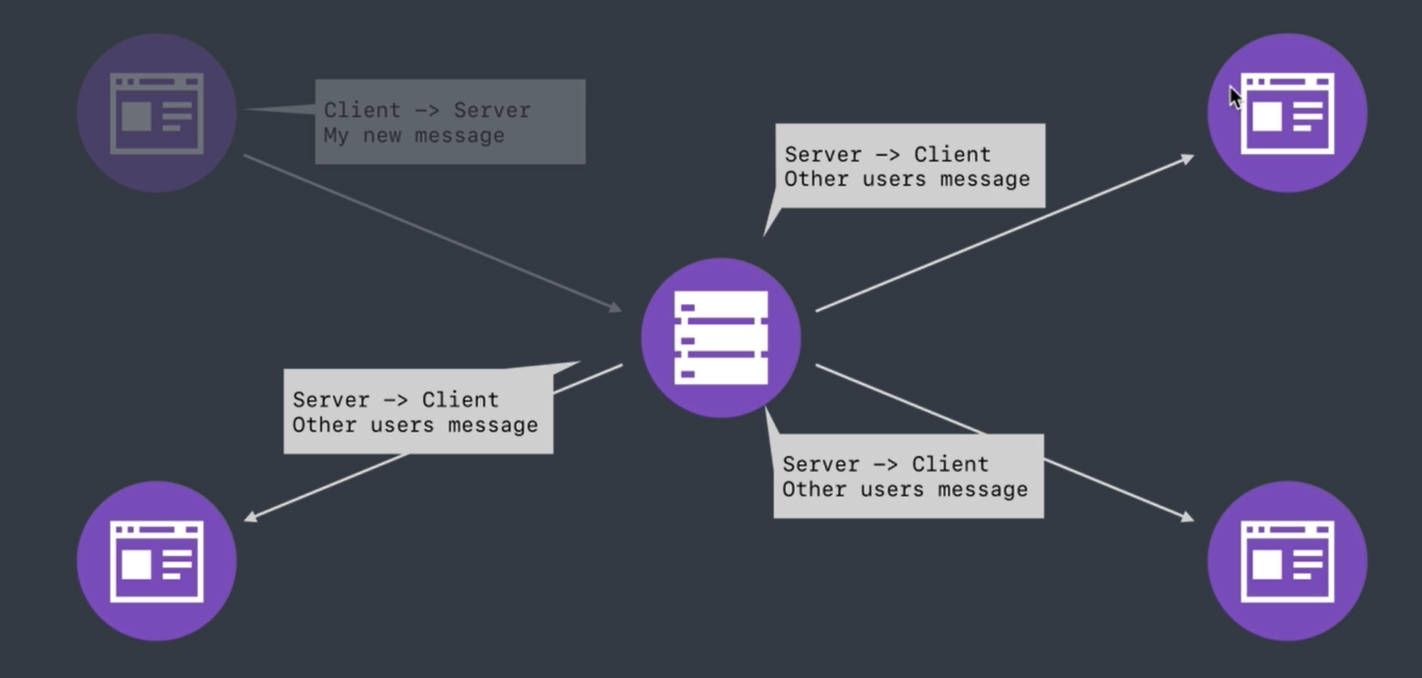 Client –> Server
My new message
Server –> Client
Other users message
Server –> Client
Other users message
Server –> Client
Other users message